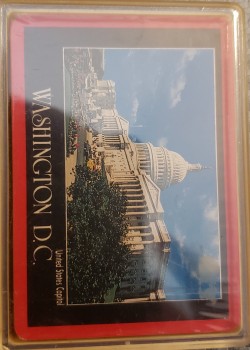 WASHINGTON D.C.
United States Capitol